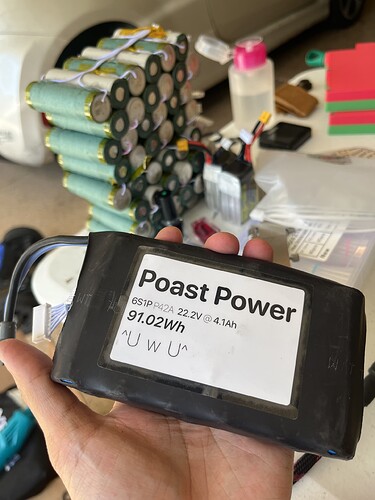 Poast Power
6S1P P42A 22.2V @ 4.1Ah
91.02Wh
^U w U^